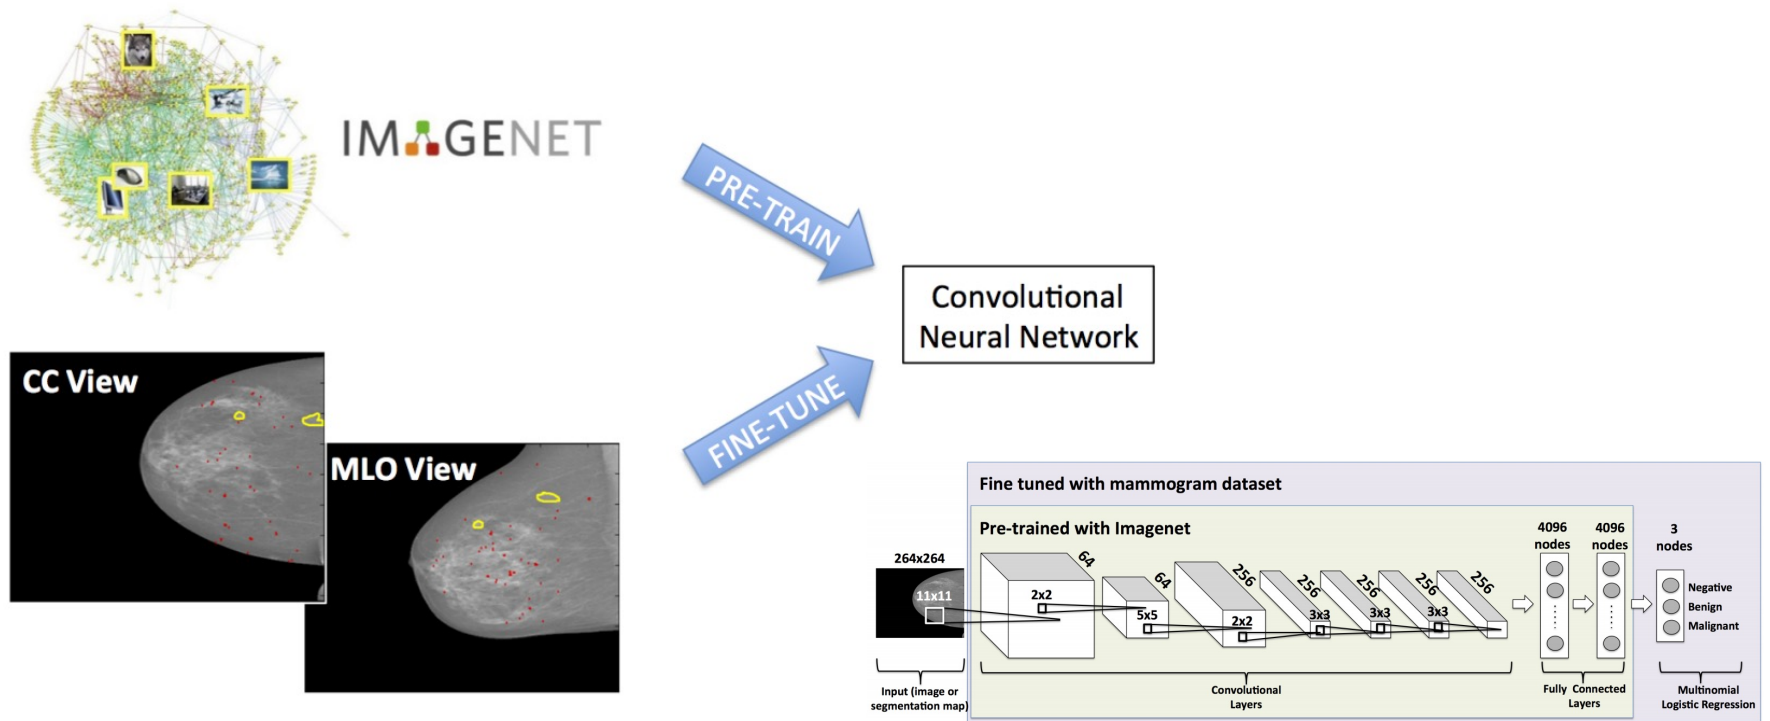 IMAGENET
PRE-TRAIN
Convolutional
Neural Network
CC View
MLO View
FINE-TUNE
Fine tuned with mammogram dataset
Pre-trained with Imagenet
4096
nodes
4096
nodes
3
nodes
264x264
11x11
64
2x2
64
5x5
256
2x2
256
3x3
256
3x3
256
3x3
256
Negative
Benign
Malignant
Input (image or
segmentation map)
Convolutional
Layers
Fully Connected
Layers
Multinomial
Logistic Regression